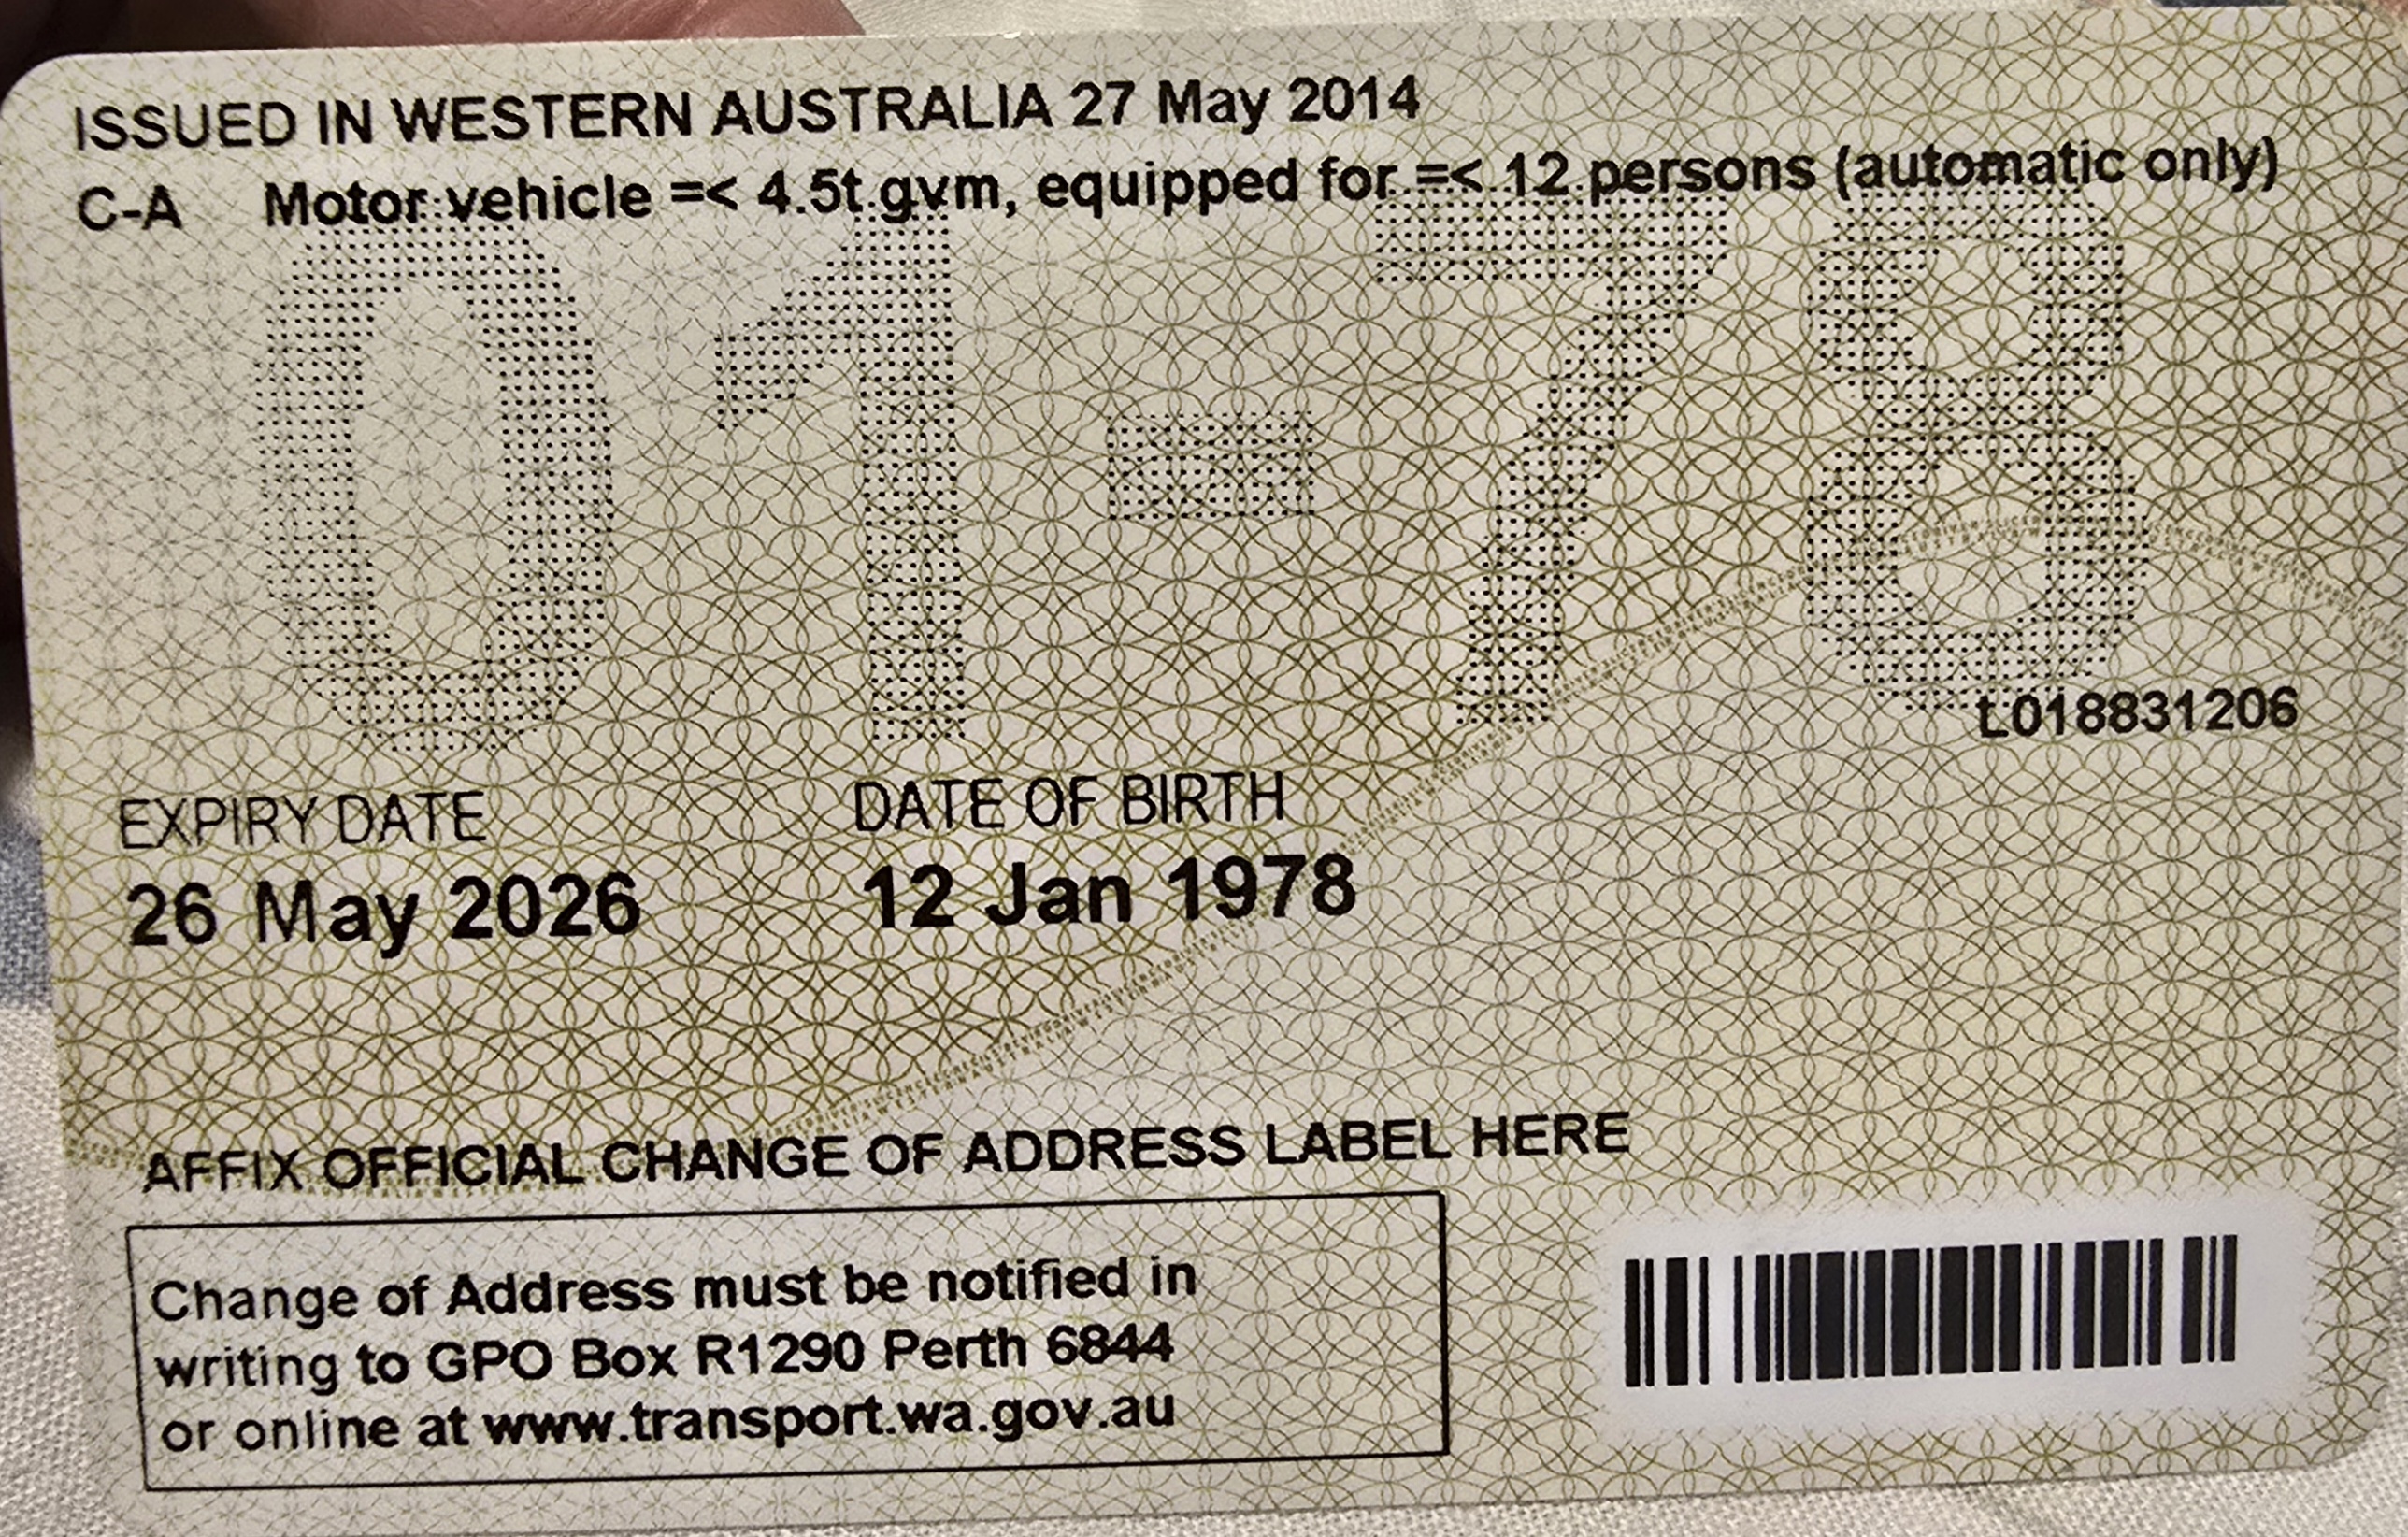 ISSUED IN WESTERN AUSTRALIA 27 May 2014
C-A Motor vehicle =< 4.5t gvm, equipped for =< 12 persons (automatic only)
01-78
L018831206
EXPIRY DATE DATE OF BIRTH
26 May 2026 12 Jan 1978
AFFIX OFFICIAL CHANGE OF ADDRESS LABEL HERE
Change of Address must be notified in
writing to GPO Box R1290 Perth 6844
or online at www.transport.wa.gov.au